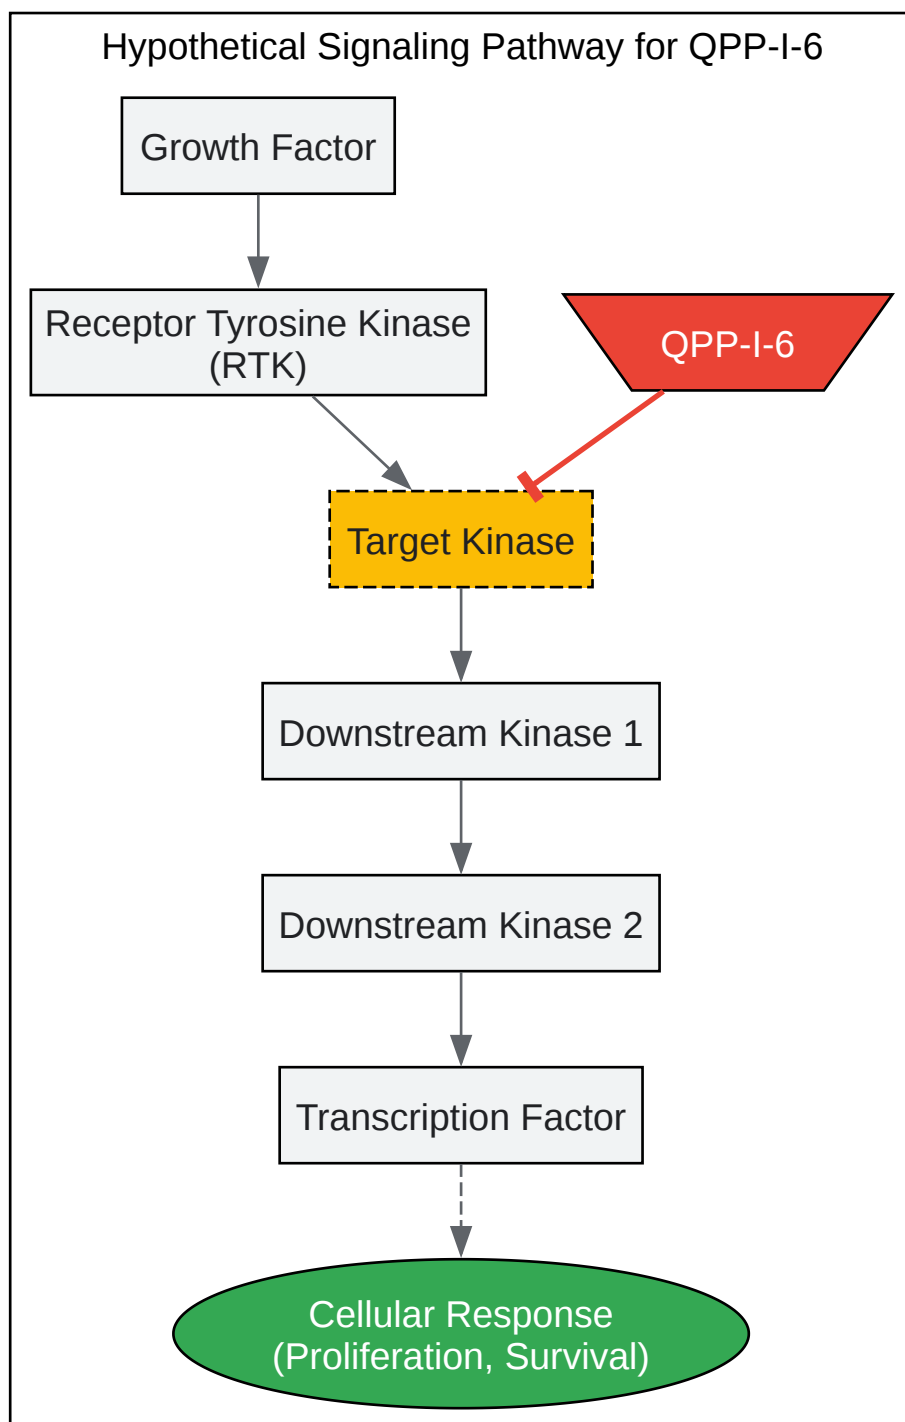 Hypothetical Signaling Pathway for QPP-I-6
Growth Factor
Receptor Tyrosine Kinase
(RTK)
QPP-I-6
Target Kinase
Downstream Kinase 1
Downstream Kinase 2
Transcription Factor
Cellular Response
(Proliferation, Survival)